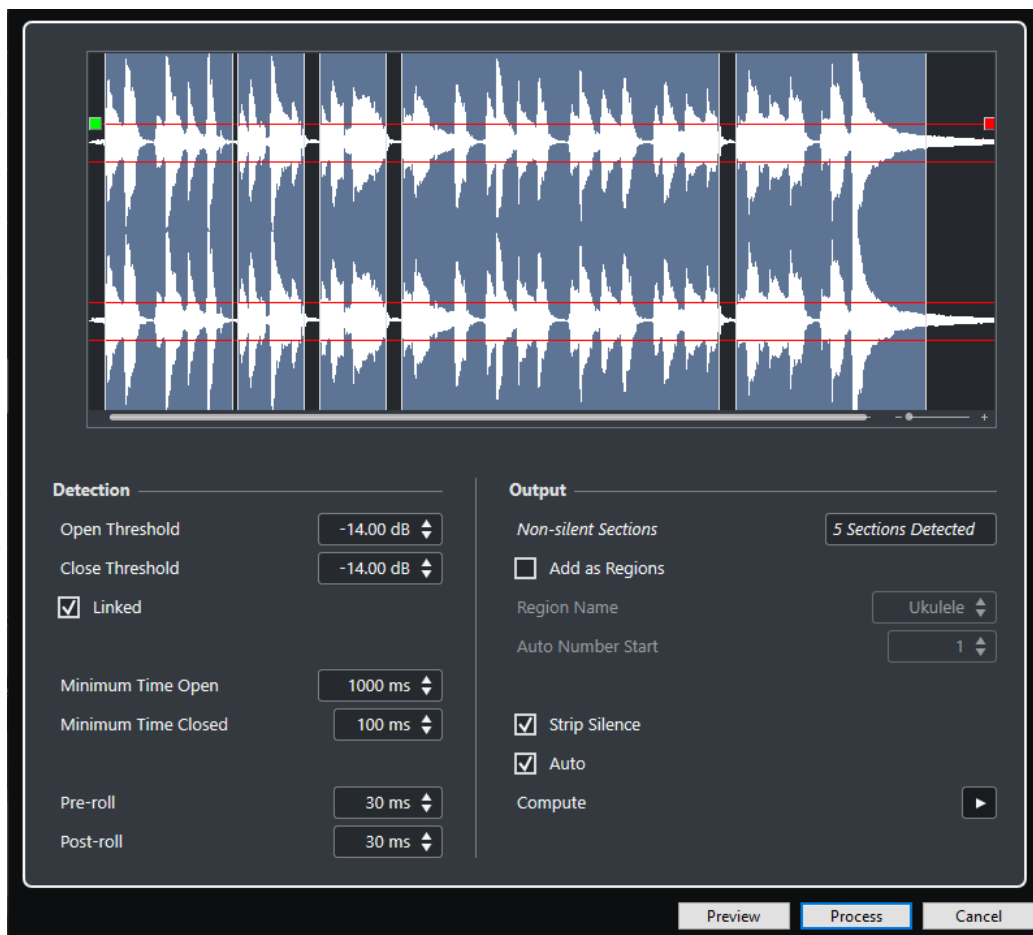 - +
Detection
Open Threshold -14.00 dB
Close Threshold -14.00 dB
Linked
Minimum Time Open 1000 ms
Minimum Time Closed 100 ms
Pre-roll 30 ms
Post-roll 30 ms
Output
Non-silent Sections 5 Sections Detected
Add as Regions
Region Name Ukulele
Auto Number Start 1
Strip Silence
Auto
Compute
Preview Process Cancel